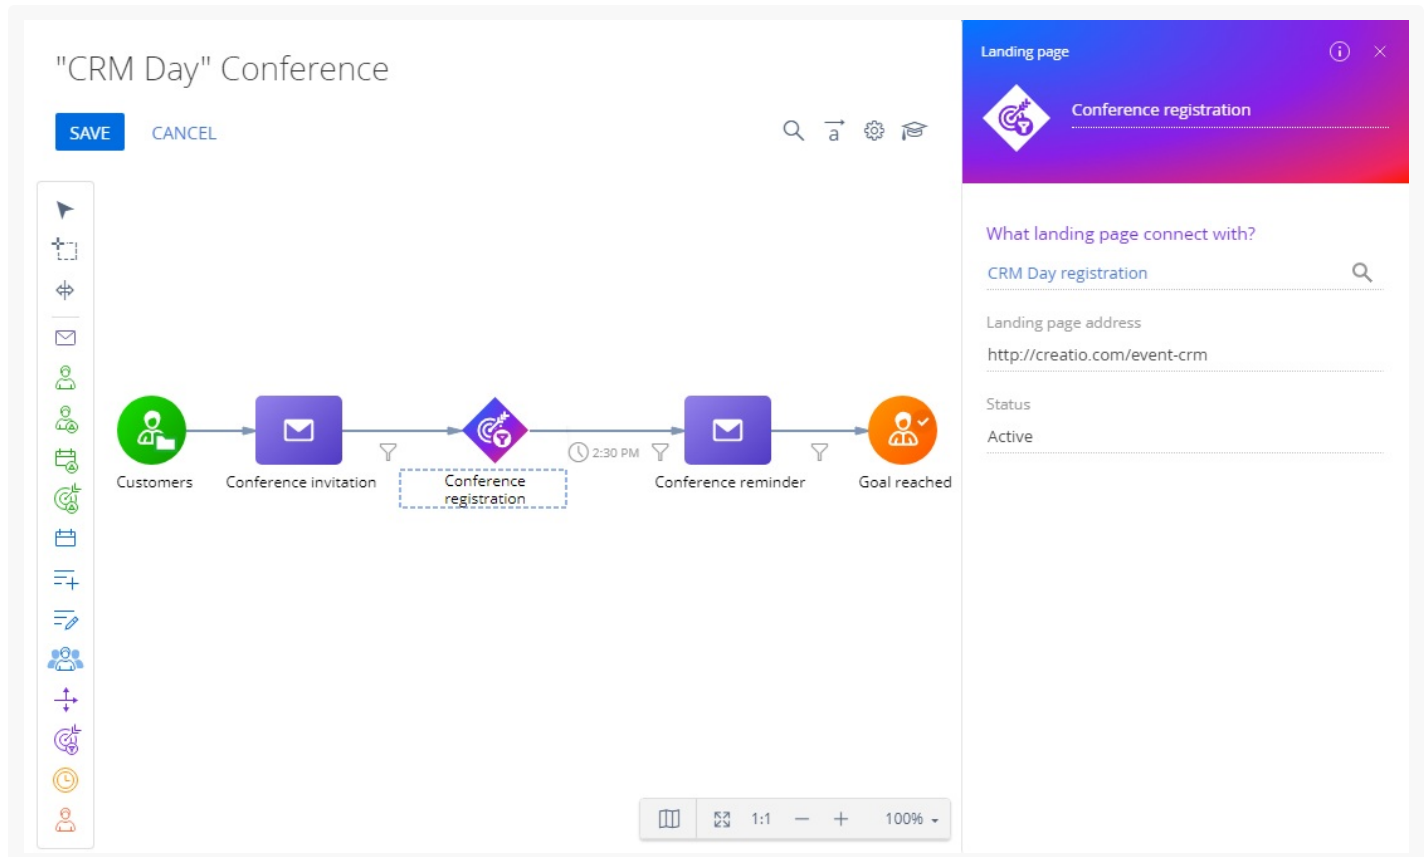 "CRM Day" Conference
SAVE
CANCEL
a
2:30 PM
Customers
Conference invitation
Conference
registration
Conference reminder
Goal reached
1:1
100%
Landing page
Conference registration
What landing page connect with?
CRM Day registration
Landing page address
http://creatio.com/event-crm
Status
Active